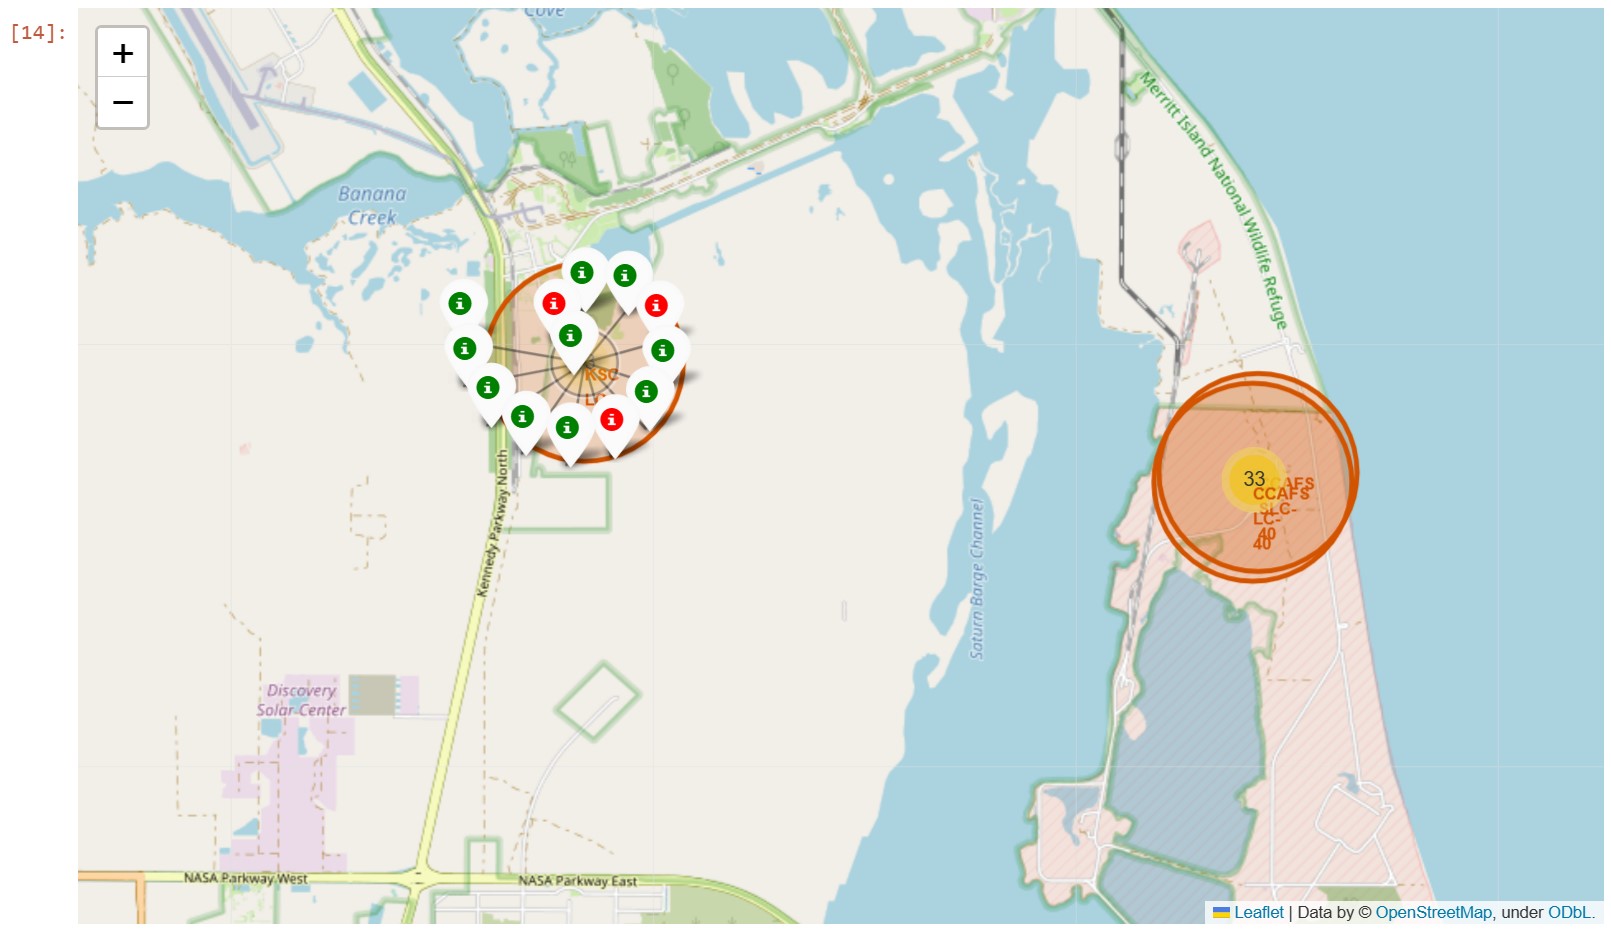 [14]:
+
−
Cove
Banana
Creek
Merritt Island National Wildlife Refuge
KSC
Kennedy Parkway North
Saturn Barge Channel
33
CCAFS
SLC-
LC-
40
40
Discovery
Solar Center
NASA Parkway West
NASA Parkway East
Leaflet | Data by © OpenStreetMap, under ODbL.